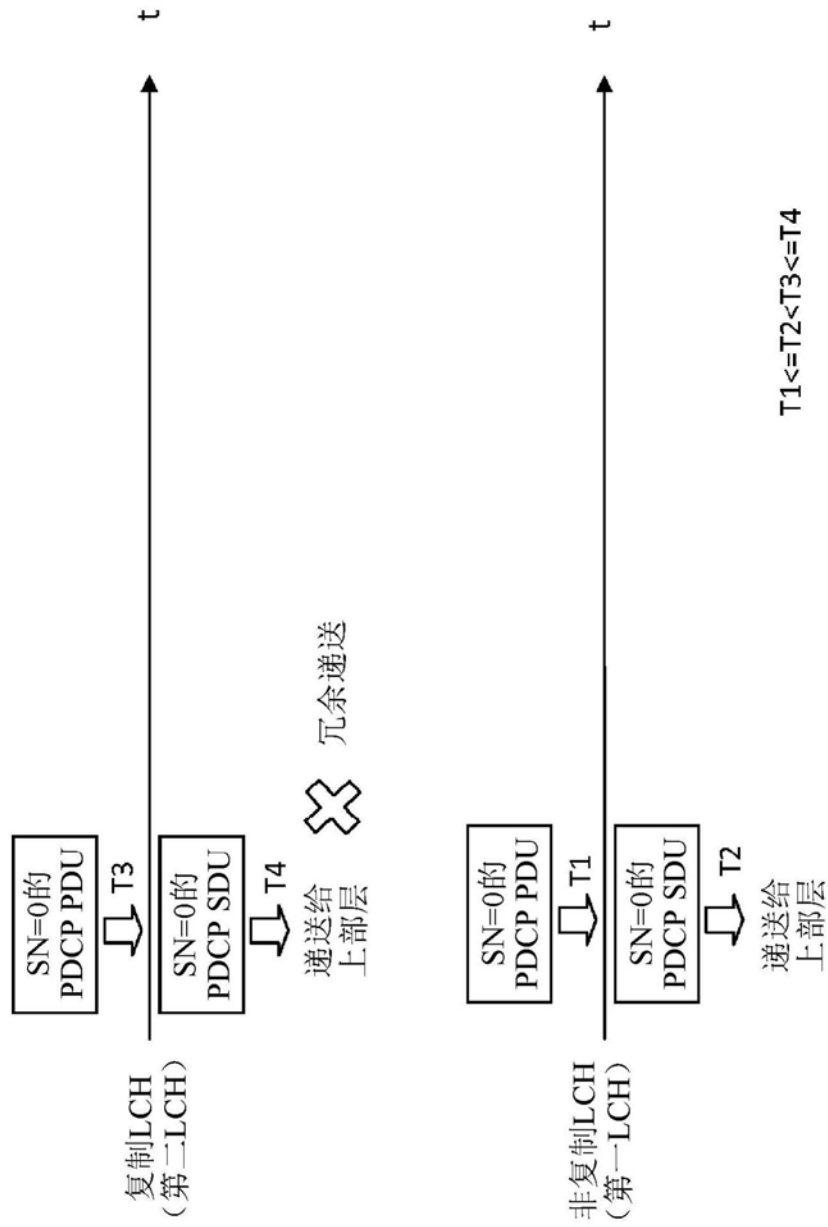 SN=0的
PDCP PDU
T3
t
复制LCH
（第二LCH）
SN=0的
PDCP SDU
T4
递送给
上部层
冗余递送
SN=0的
PDCP PDU
T1
t
非复制LCH
（第一LCH）
SN=0的
PDCP SDU
T2
递送给
上部层
T1<=T2<T3<=T4